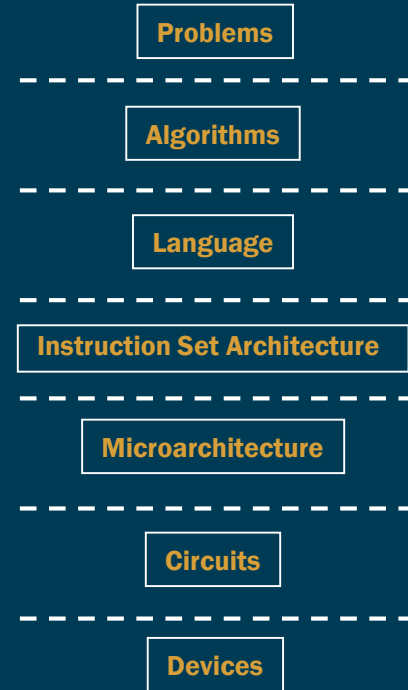 Problems
Algorithms
Language
Instruction Set Architecture
Microarchitecture
Circuits
Devices